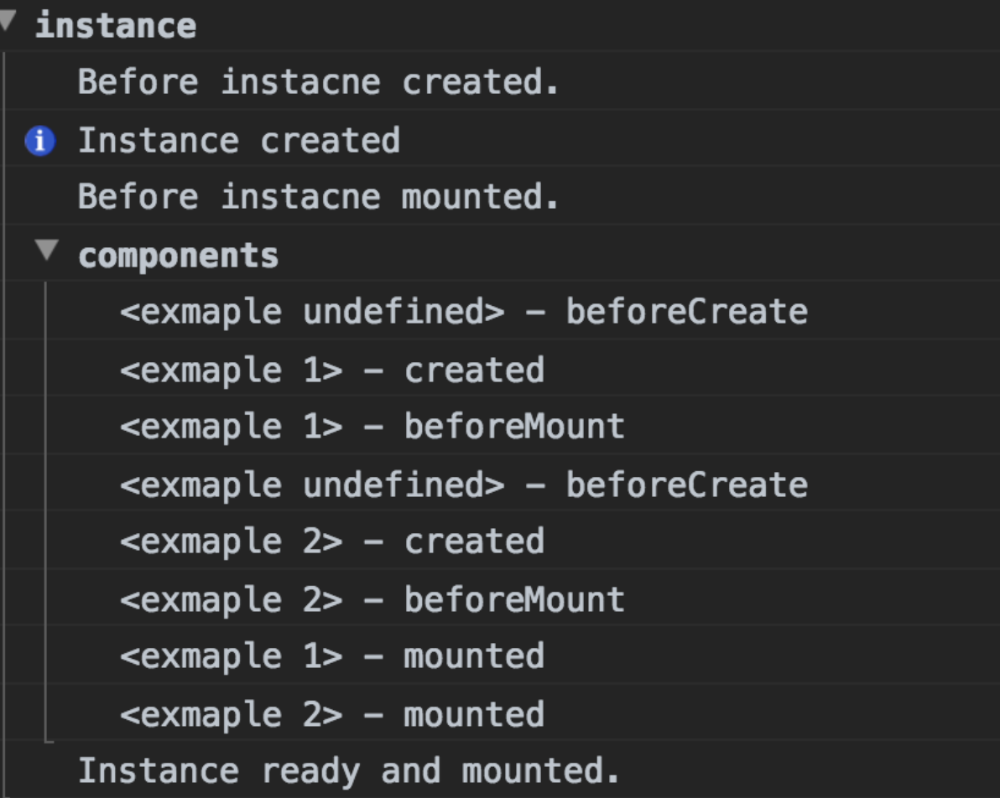 instance
Before instacne created.
Instance created
Before instacne mounted.
components
<exmaple undefined> – beforeCreate
<exmaple 1> – created
<exmaple 1> – beforeMount
<exmaple undefined> – beforeCreate
<exmaple 2> – created
<exmaple 2> – beforeMount
<exmaple 1> – mounted
<exmaple 2> – mounted
Instance ready and mounted.